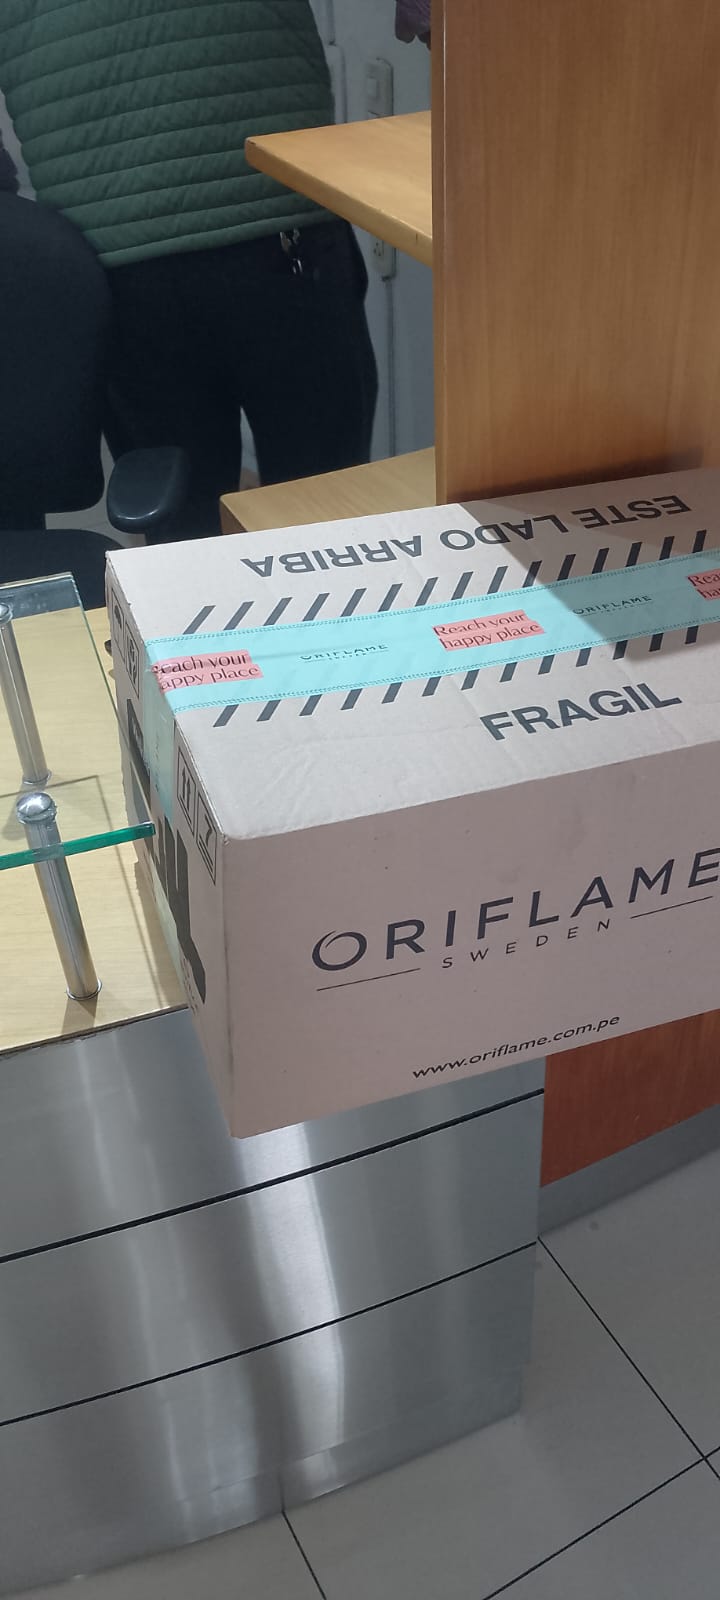 ESTE LADO ARRIBA
Reach your
happy place
ORIFLAME
SWEDEN
Reach your
happy place
ORIFLAME
FRAGIL
ORIFLAME
SWEDEN
www.oriflame.com.pe